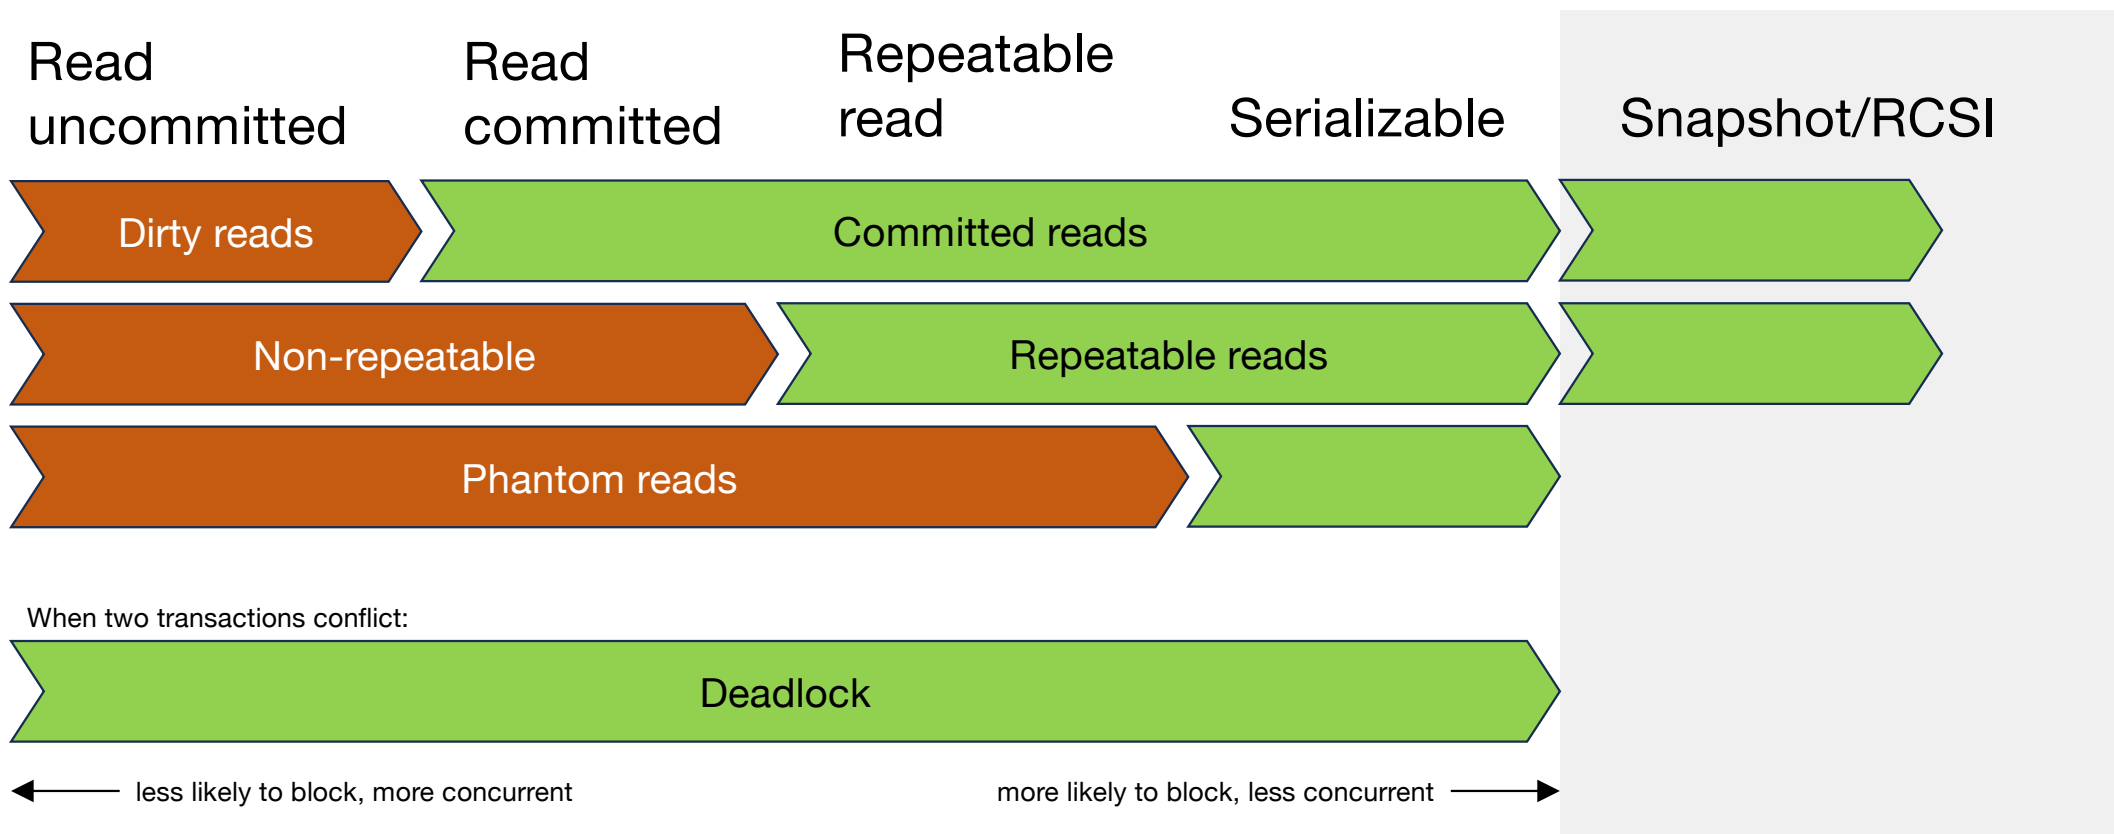 Read
uncommitted
Read
committed
Repeatable
read
Serializable
Snapshot/RCSI
Dirty reads
Committed reads
Non-repeatable
Repeatable reads
Phantom reads
When two transactions conflict:
Deadlock
less likely to block, more concurrent
more likely to block, less concurrent